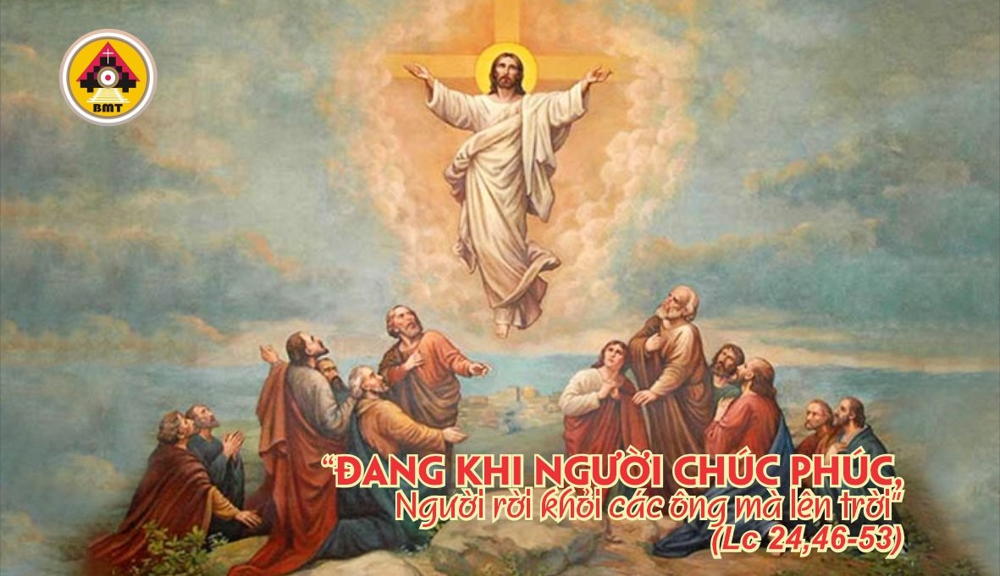 BMT
“ĐANG KHI NGƯỜI CHÚC PHÚC,
Người rời khỏi các ông mà lên trời”
(Lc 24,46-53)